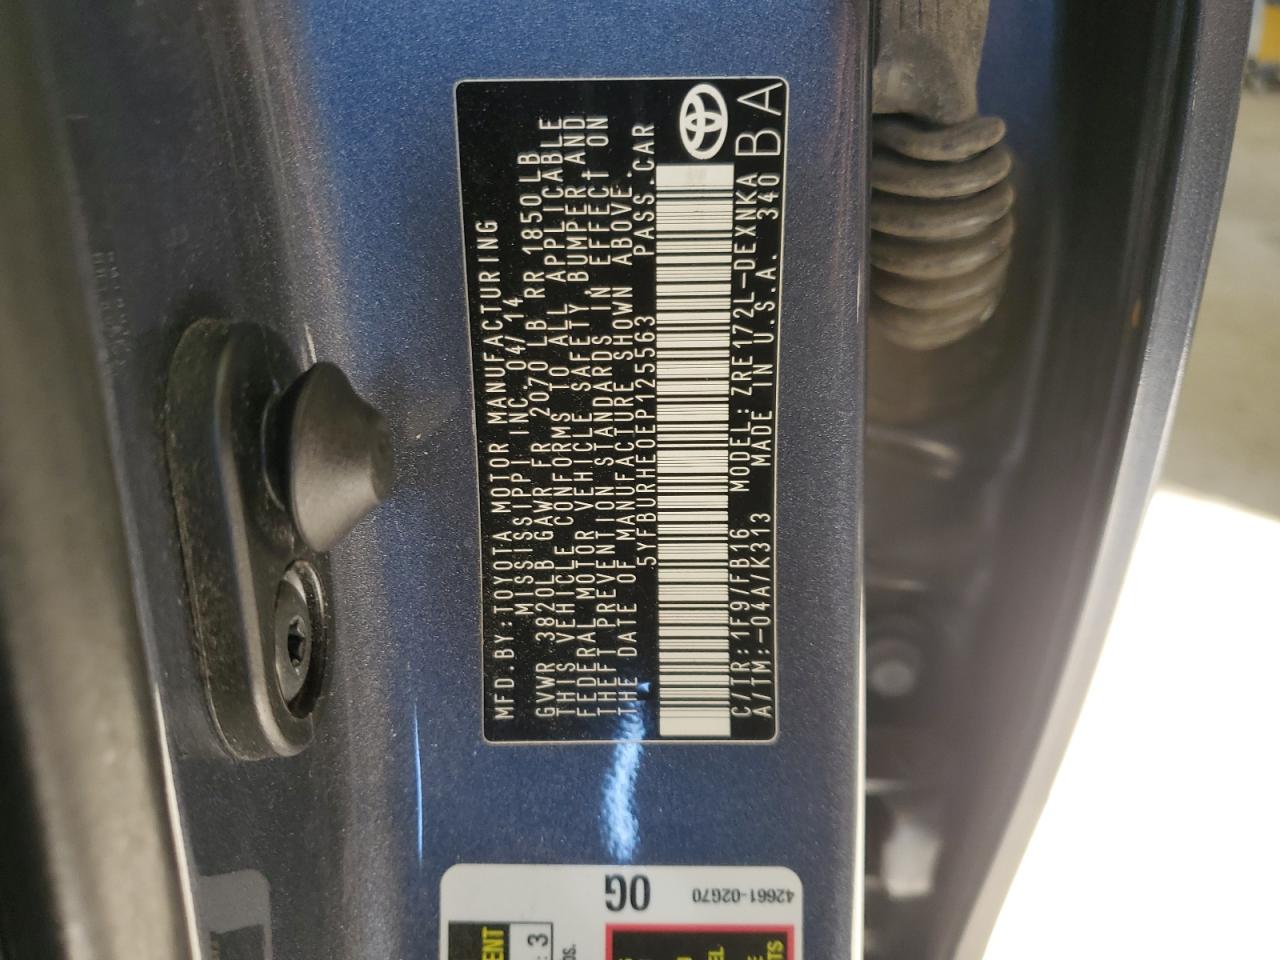 MFD.BY:TOYOTA MOTOR MANUFACTURING
MISSISSIPPI INC. 04/14
GVWR 3820LB GAWR FR 2070 LB RR 1850LB
THIS VEHICLE CONFORMS TO ALL APPLICABLE
FEDERAL MOTOR VEHICLE SAFETY, BUMPER, AND
THEFT PREVENTION STANDARDS IN EFFECT ON
THE DATE OF MANUFACTURE SHOWN ABOVE.
5YFBURHE0EP125563 PASS.CAR
C/TR:1F9/FB16 MODEL:ZRE172L-DEXNKA
A/TM:-04A/K313 MADE IN U.S.A. 340 BA
0G
42661-02G70
3